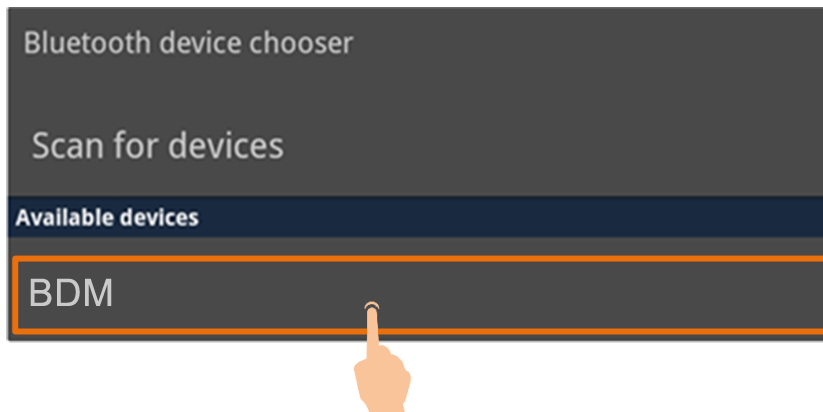 Bluetooth device chooser
Scan for devices
Available devices
BDM